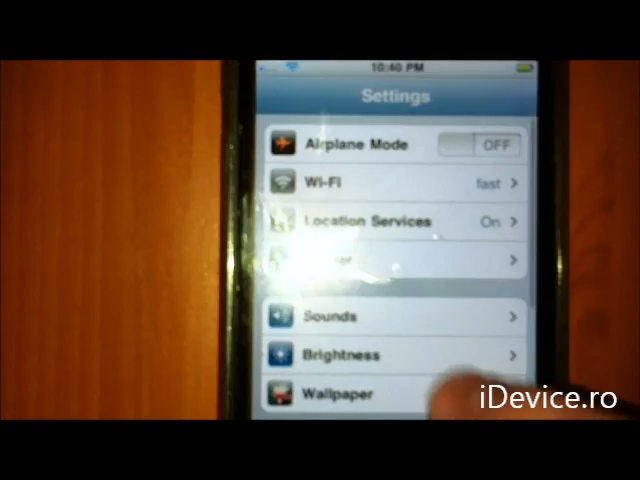 10:40 PM
Settings
Airplane Mode OFF
Wi-Fi fast
Location Services On
Sounds
Brightness
Wallpaper
iDevice.ro